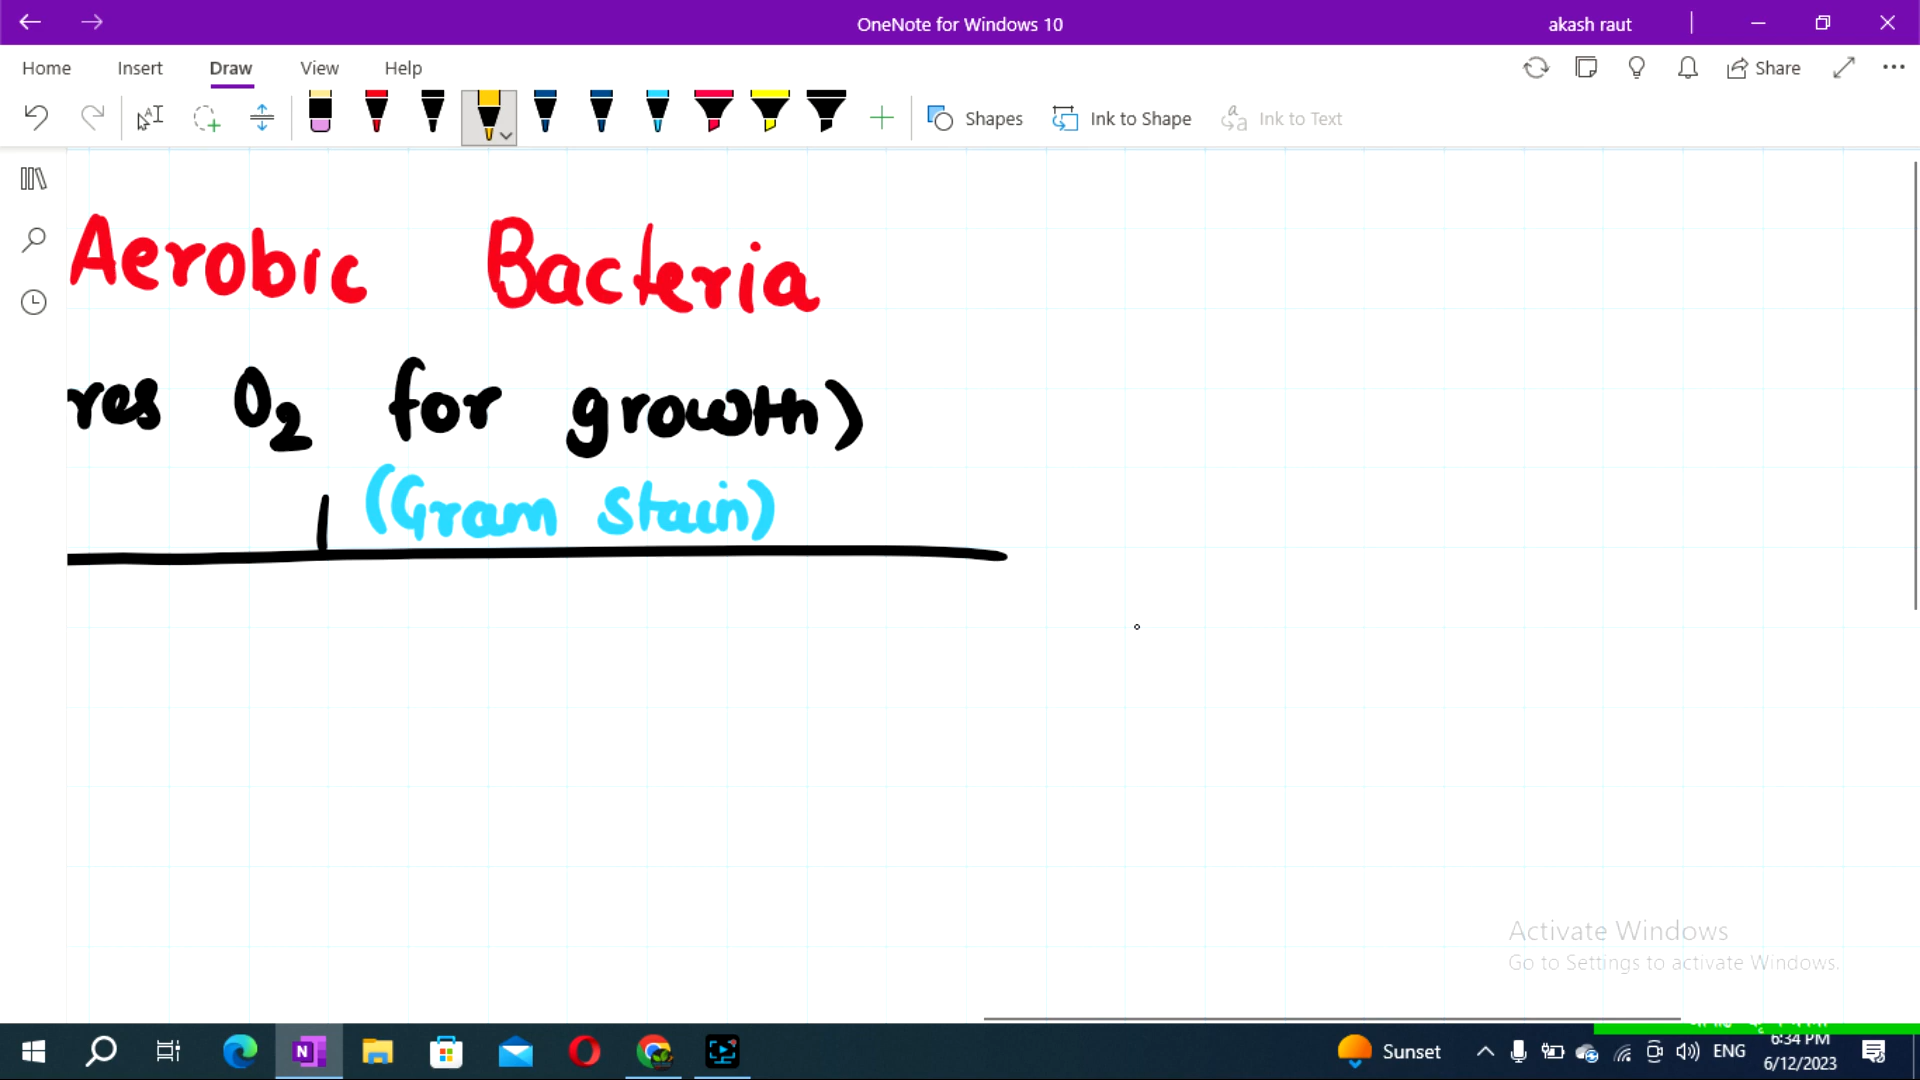 OneNote for Windows 10
akash raut
Home Insert Draw View Help
Share
Shapes Ink to Shape Ink to Text
Aerobic Bacteria
res O2 for growth)
(Gram stain)
Activate Windows
Go to Settings to activate Windows.
Sunset
ENG
6:34 PM
6/12/2023